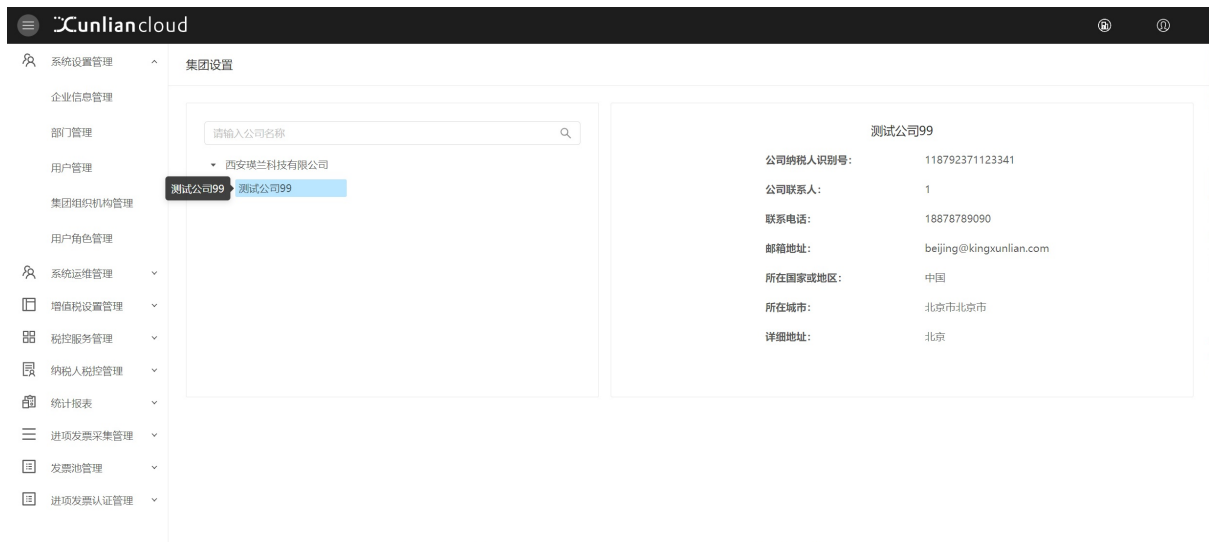 Xunliancloud
系统设置管理
企业信息管理
部门管理
用户管理
集团组织机构管理
用户角色管理
系统运维管理
增值税设置管理
税控服务管理
纳税人税控管理
统计报表
进项发票采集管理
发票池管理
进项发票认证管理
集团设置
请输入公司名称
西安瑛兰科技有限公司
测试公司99
测试公司99
测试公司99
公司纳税人识别号: 118792371123341
公司联系人: 1
联系电话: 18878789090
邮箱地址: beijing@kingxunlian.com
所在国家或地区: 中国
所在城市: 北京市北京市
详细地址: 北京